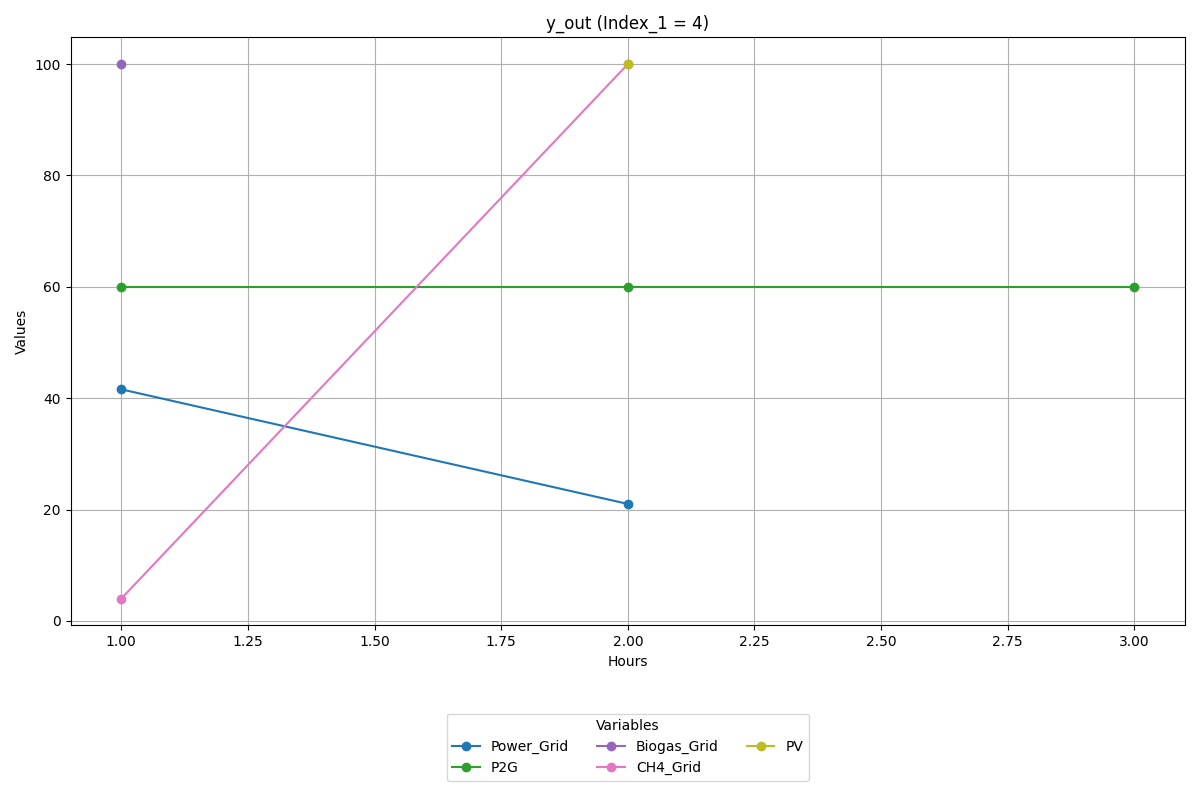 y_out (Index_1 = 4)
100
80
60
40
20
0
Values
1.00 1.25 1.50 1.75 2.00 2.25 2.50 2.75 3.00
Hours
Variables
Power_Grid Biogas_Grid PV
P2G CH4_Grid